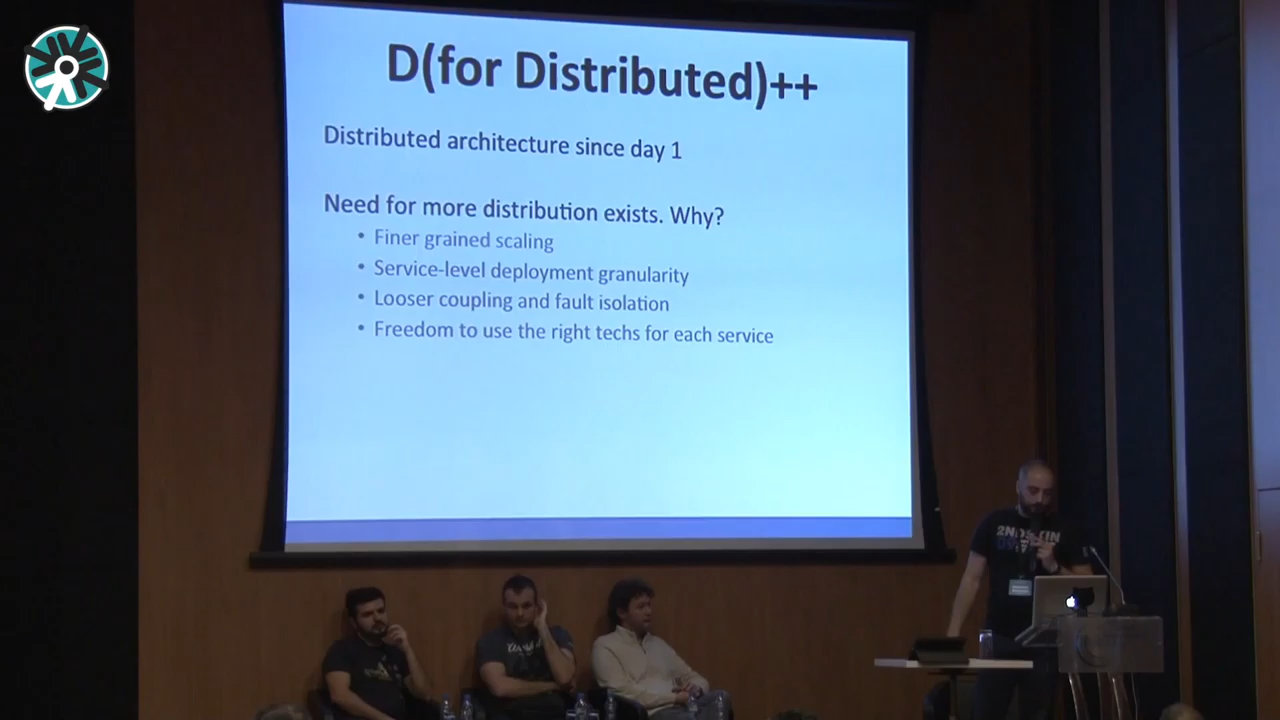 D(for Distributed)++
Distributed architecture since day 1
Need for more distribution exists. Why?
• Finer grained scaling
• Service-level deployment granularity
• Looser coupling and fault isolation
• Freedom to use the right techs for each service